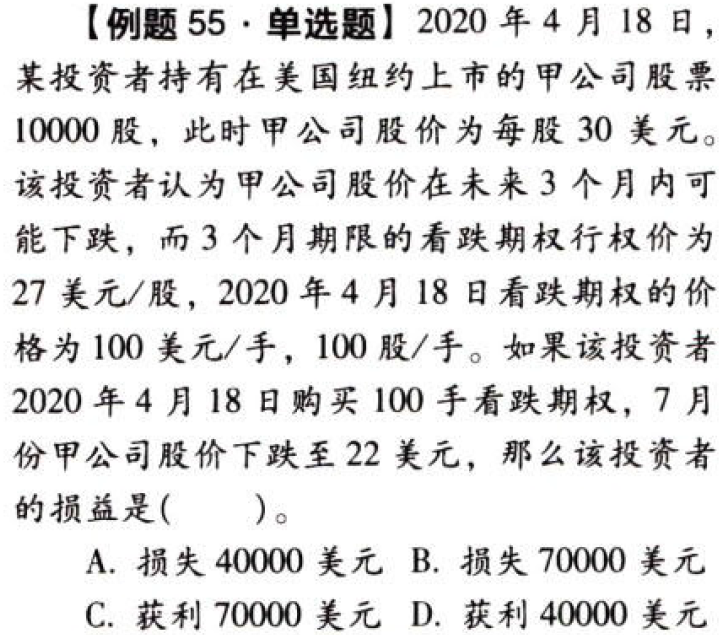 【例题 55·单选题】2020 年 4 月 18 日，
某投资者持有在美国纽约上市的甲公司股票
10000 股，此时甲公司股价为每股 30 美元。
该投资者认为甲公司股价在未来 3 个月内可
能下跌，而 3 个月期限的看跌期权行权价为
27 美元/股，2020 年 4 月 18 日看跌期权的价
格为 100 美元/手，100 股/手。如果该投资者
2020 年 4 月 18 日购买 100 手看跌期权，7 月
份甲公司股价下跌至 22 美元，那么该投资者
的损益是(　　)。
A. 损失 40000 美元 B. 损失 70000 美元
C. 获利 70000 美元 D. 获利 40000 美元